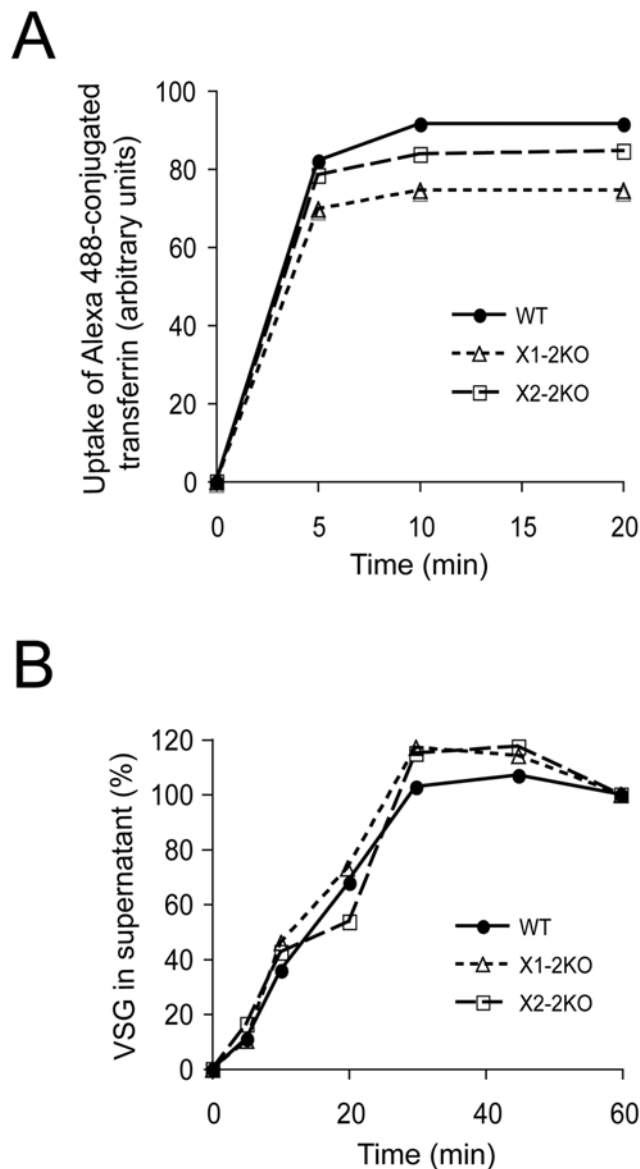 A
Uptake of Alexa 488-conjugated
transferrin (arbitrary units)
100
80
60
40
20
0
WT
X1-2KO
X2-2KO
0 5 10 15 20
Time (min)
B
VSG in supernatant (%)
120
100
80
60
40
20
0
WT
X1-2KO
X2-2KO
0 20 40 60
Time (min)